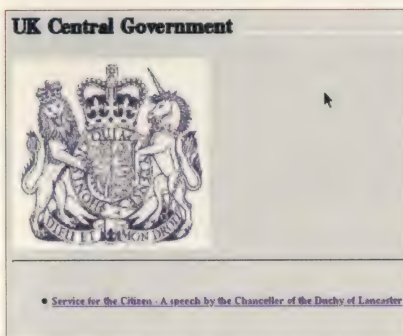 UK Central Government
DIEU ET MON DROIT
Service for the Citizen - A speech by the Chanceller of the Duchy of Lancaster